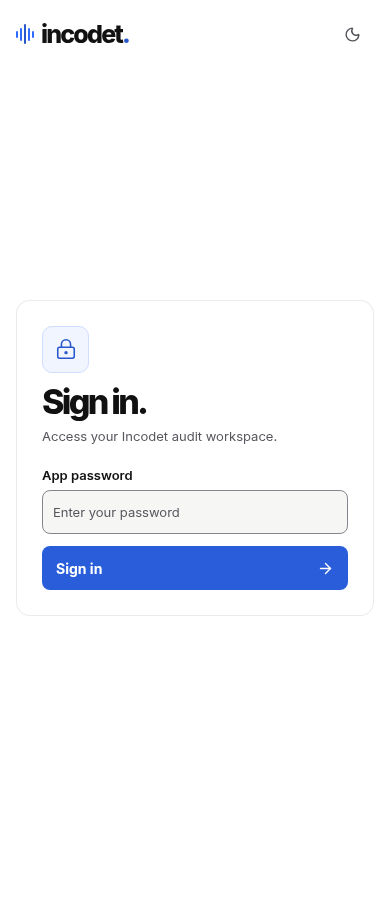 incodet.
Sign in.
Access your Incodet audit workspace.
App password
Enter your password
Sign in